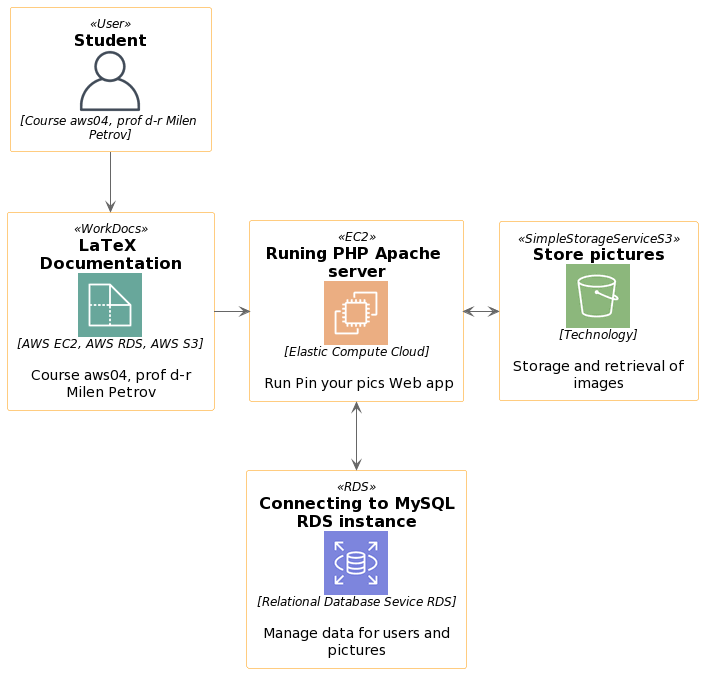 «User»
Student
[Course aws04, prof d-r Milen
Petrov]
«WorkDocs»
LaTeX
Documentation
[AWS EC2, AWS RDS, AWS S3]
Course aws04, prof d-r
Milen Petrov
«EC2»
Runing PHP Apache
server
[Elastic Compute Cloud]
Run Pin your pics Web app
«SimpleStorageServiceS3»
Store pictures
[Technology]
Storage and retrieval of
images
«RDS»
Connecting to MySQL
RDS instance
[Relational Database Sevice RDS]
Manage data for users and
pictures